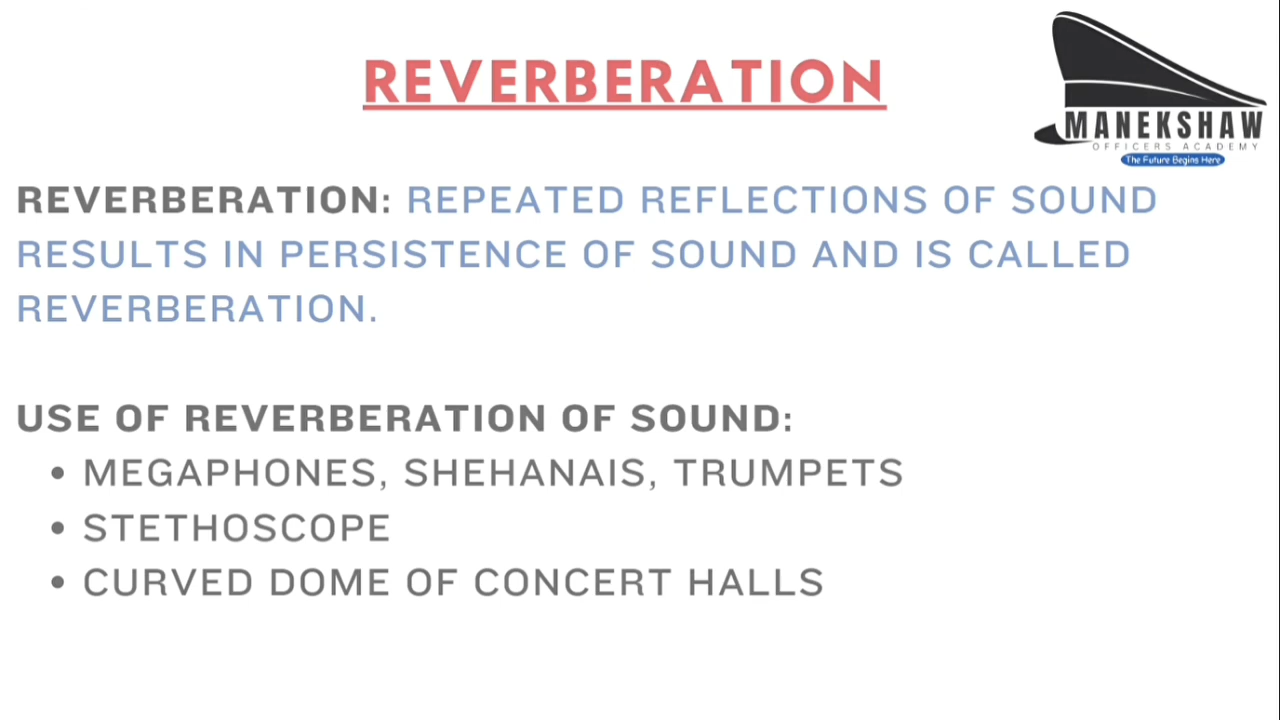 REVERBERATION
MANEKSHAW
OFFICERS ACADEMY
The Future Begins Here
REVERBERATION: REPEATED REFLECTIONS OF SOUND
RESULTS IN PERSISTENCE OF SOUND AND IS CALLED
REVERBERATION.
USE OF REVERBERATION OF SOUND:
• MEGAPHONES, SHEHANAIS, TRUMPETS
• STETHOSCOPE
• CURVED DOME OF CONCERT HALLS